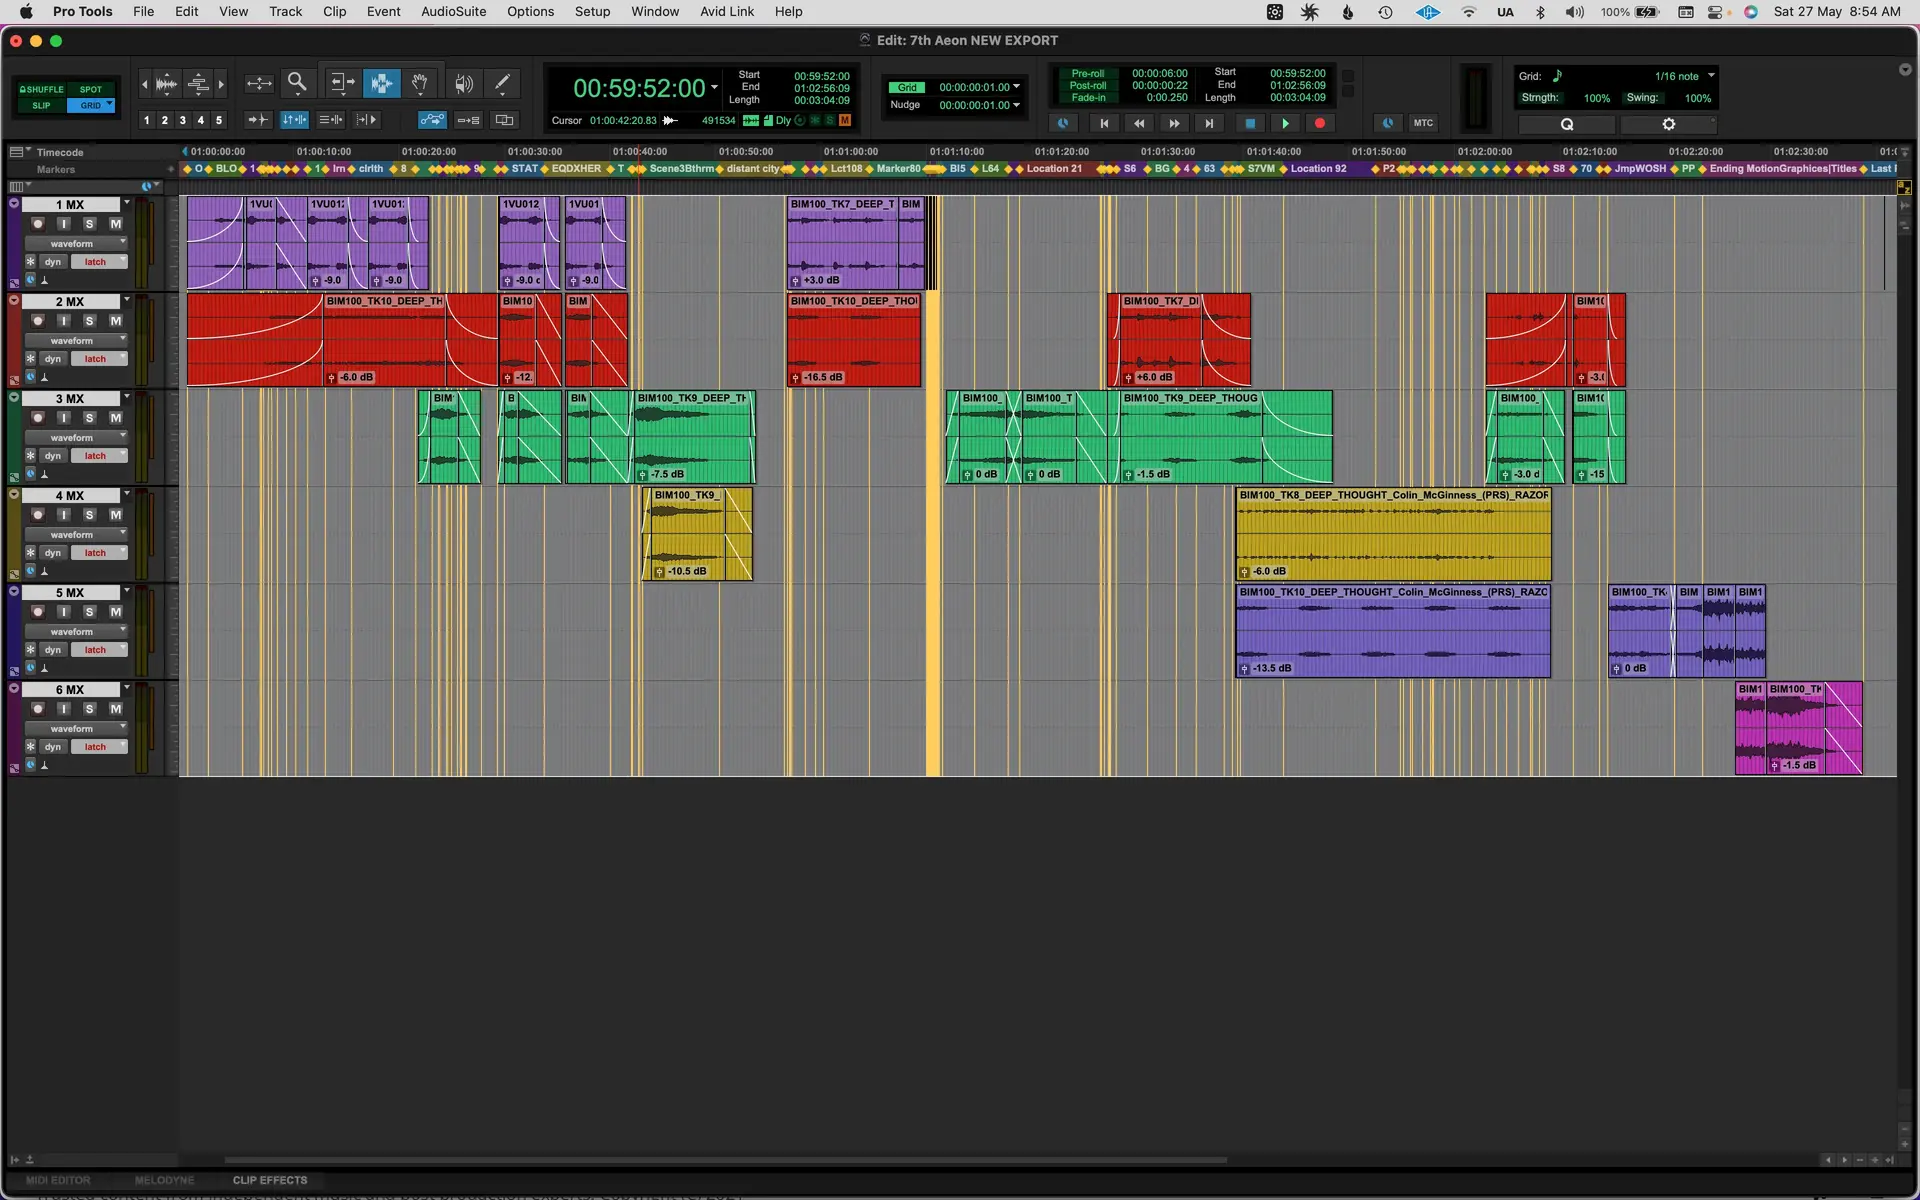 Pro Tools File Edit View Track Clip Event AudioSuite Options Setup Window Avid Link Help UA 100% Sat 27 May 8:54 AM
Edit: 7th Aeon NEW EXPORT
SHUFFLE SPOT
SLIP GRID
1 2 3 4 5
00:59:52:00
Start 00:59:52:00
End 01:02:56:09
Length 00:03:04:09
Cursor 01:00:42:20.83 491534 Dly S M
Grid 00:00:00:01.00
Nudge 00:00:00:01.00
Pre-roll 00:00:06:00 Start 00:59:52:00
Post-roll 00:00:00:22 End 01:02:56:09
Fade-in 0:00.250 Length 00:03:04:09
MTC
Grid: 1/16 note
Strngth: 100% Swing: 100%
Q
Timecode 01:00:00:00 01:00:10:00 01:00:20:00 01:00:30:00 01:00:40:00 01:00:50:00 01:01:00:00 01:01:10:00 01:01:20:00 01:01:30:00 01:01:40:00 01:01:50:00 01:02:00:00 01:02:10:00 01:02:20:00 01:02:30:00
Markers O BLO 1 1 Irn clrlth 8 9 STAT EQDXHER T Scene3Bthrm distant city Lct108 Marker80 BI5 L64 Location 21 S6 BG 4 63 S7VM Location 92 P2 S8 70 JmpWOSH PP Ending MotionGraphices|Titles Last
a z
1 MX 1VU0 1VU012 1VU01 1VU012 1VU01 BIM100_TK7_DEEP_T BIM
I S M
waveform
dyn latch
-9.0 -9.0 -9.0 -9.0 +3.0 dB
2 MX BIM100_TK10_DEEP_TH BIM10 BIM BIM100_TK10_DEEP_THO BIM100_TK7_D BIM10
I S M
waveform
dyn latch
-6.0 dB -12. -16.5 dB +6.0 dB -3.0
3 MX BIM BIM BIM100_TK9_DEEP_TH BIM100_ BIM100_T BIM100_TK9_DEEP_THOUG BIM100_ BIM10
I S M
waveform
dyn latch
-7.5 dB 0 dB 0 dB -1.5 dB -3.0 d -15
4 MX BIM100_TK9_ BIM100_TK8_DEEP_THOUGHT_Colin_McGinness_(PRS)_RAZOR
I S M
waveform
dyn latch
-10.5 dB -6.0 dB
5 MX BIM100_TK10_DEEP_THOUGHT_Colin_McGinness_(PRS)_RAZO BIM100_TK BIM BIM1 BIM1
I S M
waveform
dyn latch
-13.5 dB 0 dB
6 MX BIM1 BIM100_TK
I S M
waveform
dyn latch
-1.5 dB
MIDI EDITOR MELODYNE CLIP EFFECTS